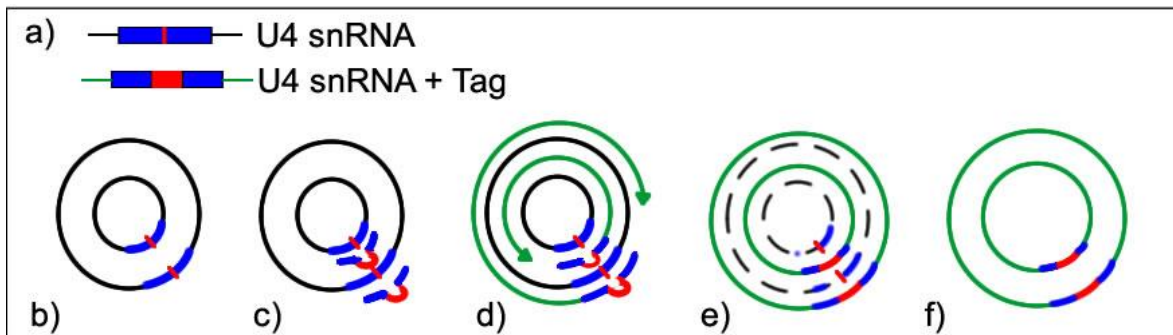 a)
U4 snRNA
U4 snRNA + Tag
b)
c)
d)
e)
f)